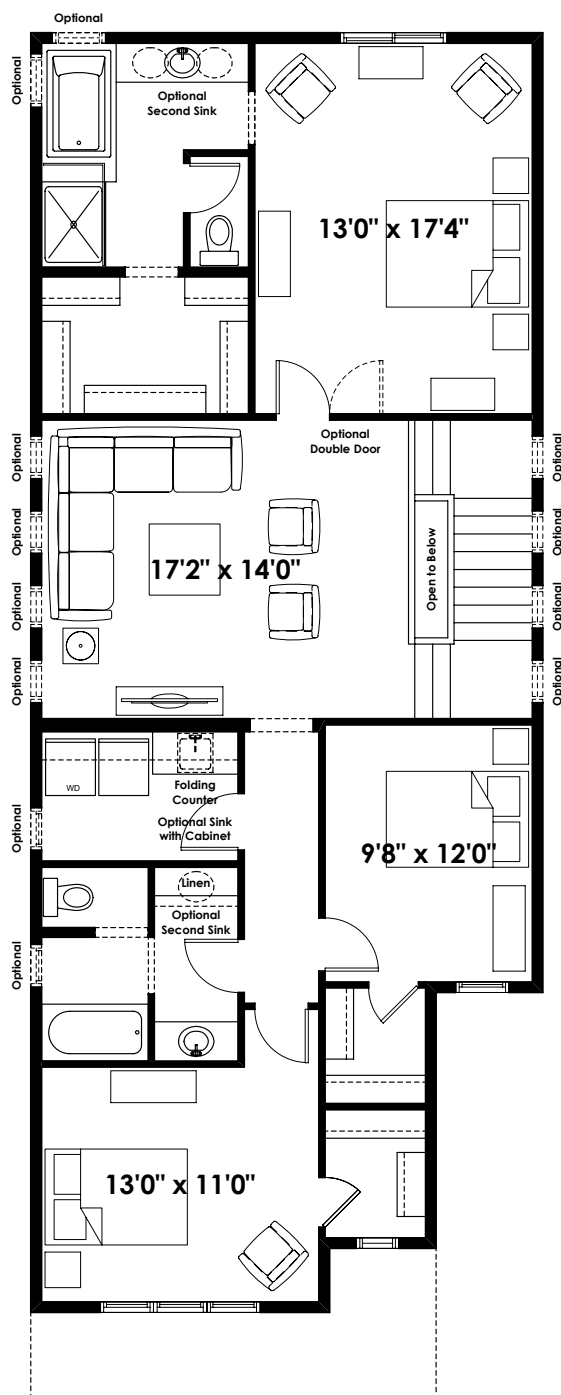 Optional
Optional
Optional
Second Sink
13'0" x 17'4"
Optional
Double Door
Optional
Optional
Optional
Optional
Optional
Optional
Optional
Optional
17'2" x 14'0"
Open to Below
WD
Folding
Counter
Optional Sink
with Cabinet
Optional
9'8" x 12'0"
Linen
Optional
Second Sink
Optional
13'0" x 11'0"